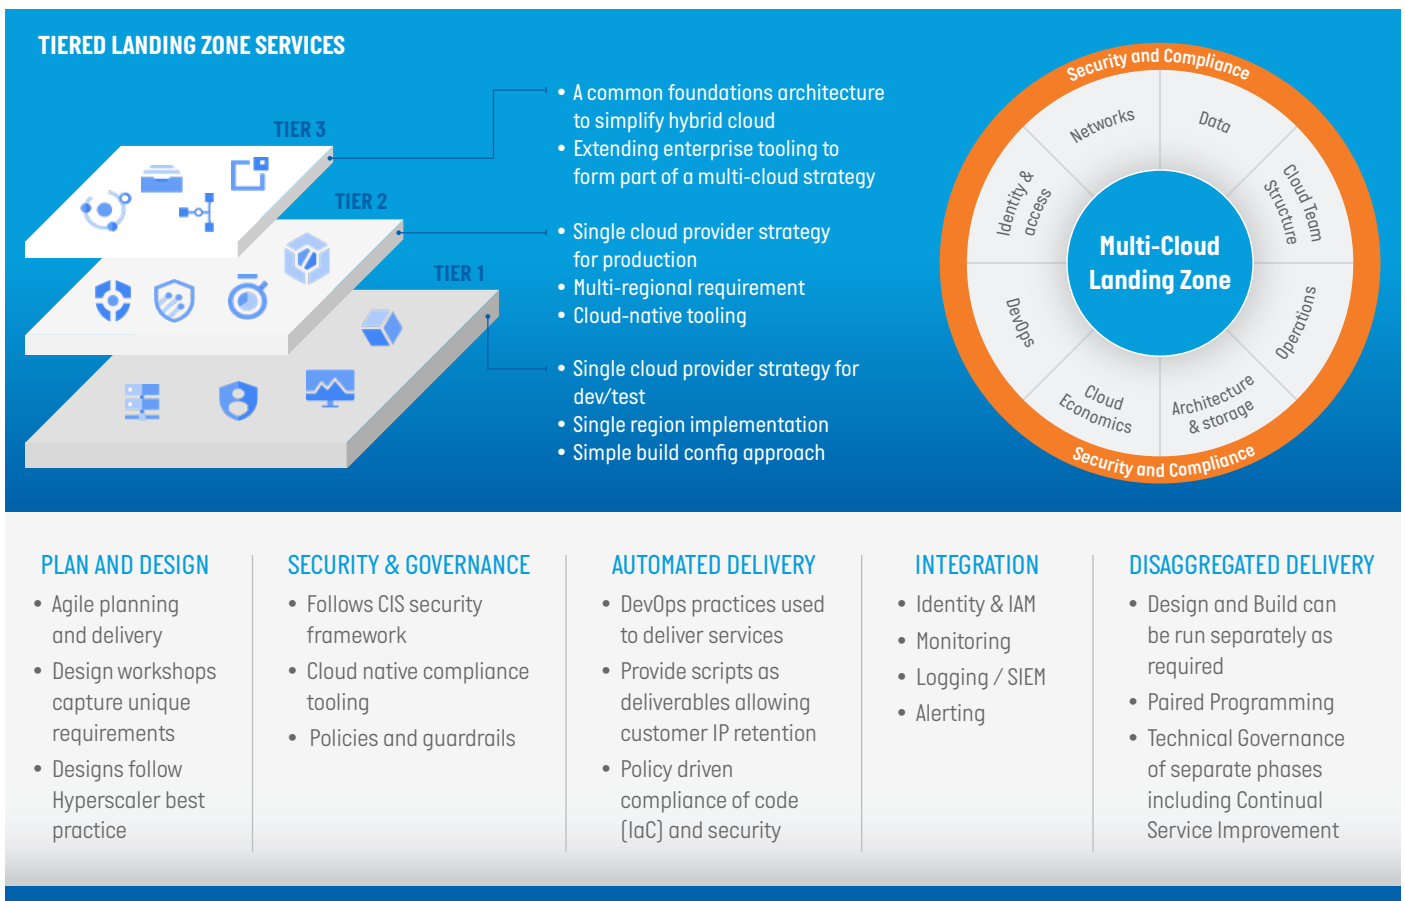 TIERED LANDING ZONE SERVICES
TIER 3
• A common foundations architecture
to simplify hybrid cloud
• Extending enterprise tooling to
form part of a multi-cloud strategy
TIER 2
• Single cloud provider strategy
for production
• Multi-regional requirement
• Cloud-native tooling
TIER 1
• Single cloud provider strategy for
dev/test
• Single region implementation
• Simple build config approach
Security and Compliance
Networks
Data
Identity &
access
Cloud Team
Structure
Multi-Cloud
Landing Zone
DevOps
Operations
Cloud
Economics
Architecture
& storage
Security and Compliance
PLAN AND DESIGN
• Agile planning
and delivery
• Design workshops
capture unique
requirements
• Designs follow
Hyperscaler best
practice
SECURITY & GOVERNANCE
• Follows CIS security
framework
• Cloud native compliance
tooling
• Policies and guardrails
AUTOMATED DELIVERY
• DevOps practices used
to deliver services
• Provide scripts as
deliverables allowing
customer IP retention
• Policy driven
compliance of code
(IaC) and security
INTEGRATION
• Identity & IAM
• Monitoring
• Logging / SIEM
• Alerting
DISAGGREGATED DELIVERY
• Design and Build can
be run separately as
required
• Paired Programming
• Technical Governance
of separate phases
including Continual
Service Improvement